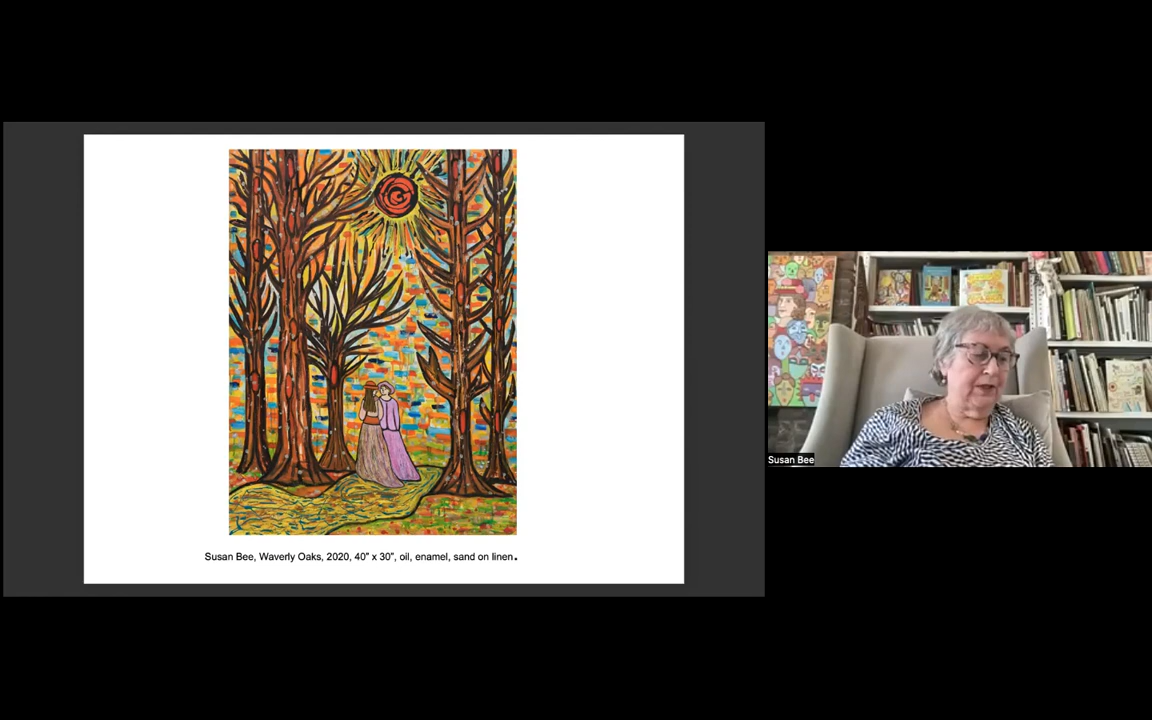 Susan Bee, Waverly Oaks, 2020, 40” x 30”, oil, enamel, sand on linen.
Susan Bee